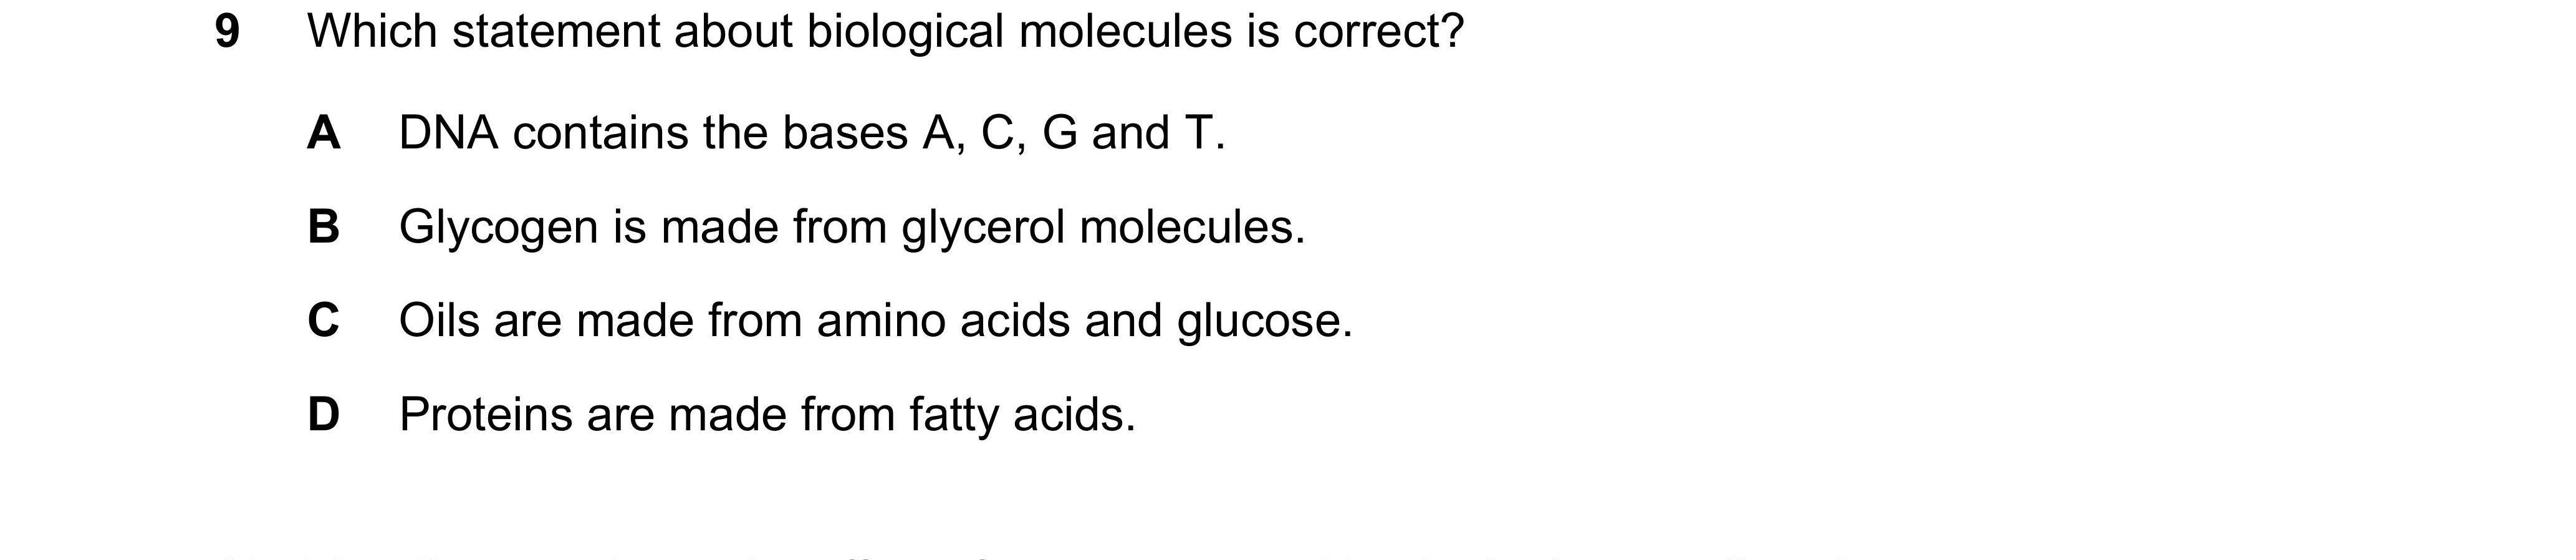 9 Which statement about biological molecules is correct?
A DNA contains the bases A, C, G and T.
B Glycogen is made from glycerol molecules.
C Oils are made from amino acids and glucose.
D Proteins are made from fatty acids.